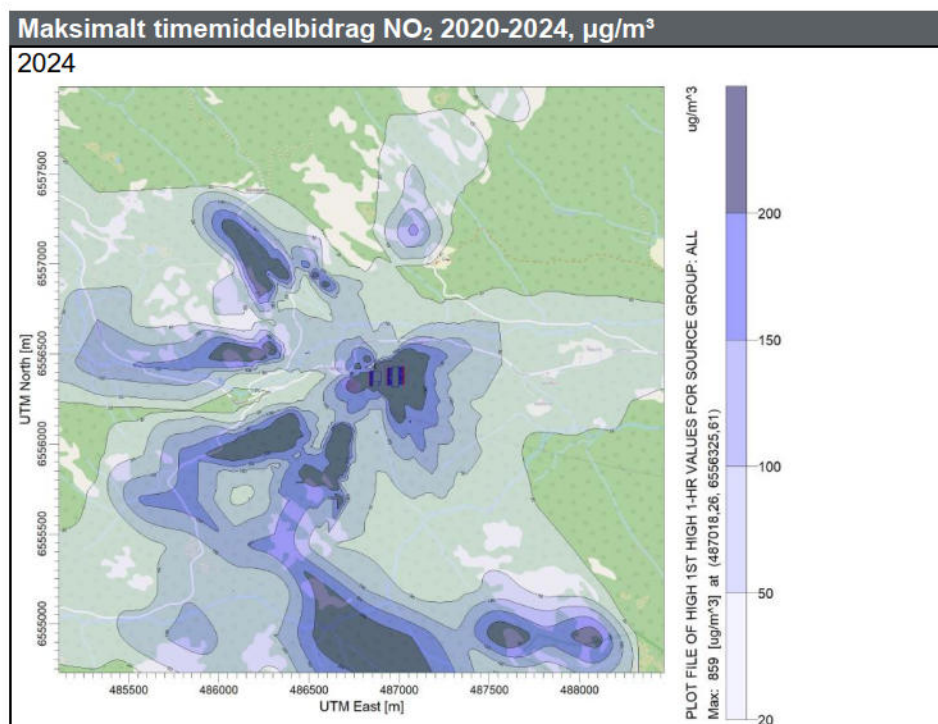 Maksimalt timemiddelbidrag NO₂ 2020-2024, µg/m³
2024
ug/m^3
200
150
100
50
20
PLOT FILE OF HIGH 1ST HIGH 1-HR VALUES FOR SOURCE GROUP: ALL
Max: 859 [ug/m^3] at (487018,26, 6556325,61)
UTM North [m]
6557500
6557000
6556500
6556000
6555500
6555000
485500 486000 486500 487000 487500 488000
UTM East [m]